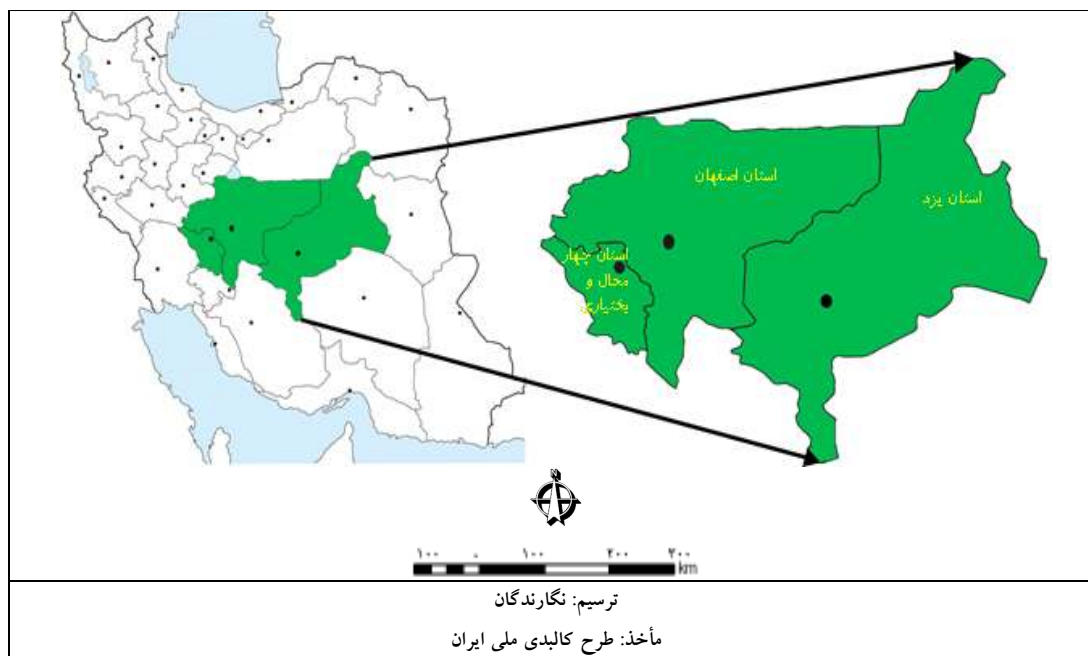 استان اصفهان
استان یزد
استان چهار
محال و
بختیاری
N
۱۰۰ ۰ ۱۰۰ ۲۰۰ ۳۰۰
km
ترسیم: نگارندگان
مأخذ: طرح کالبدی ملی ایران